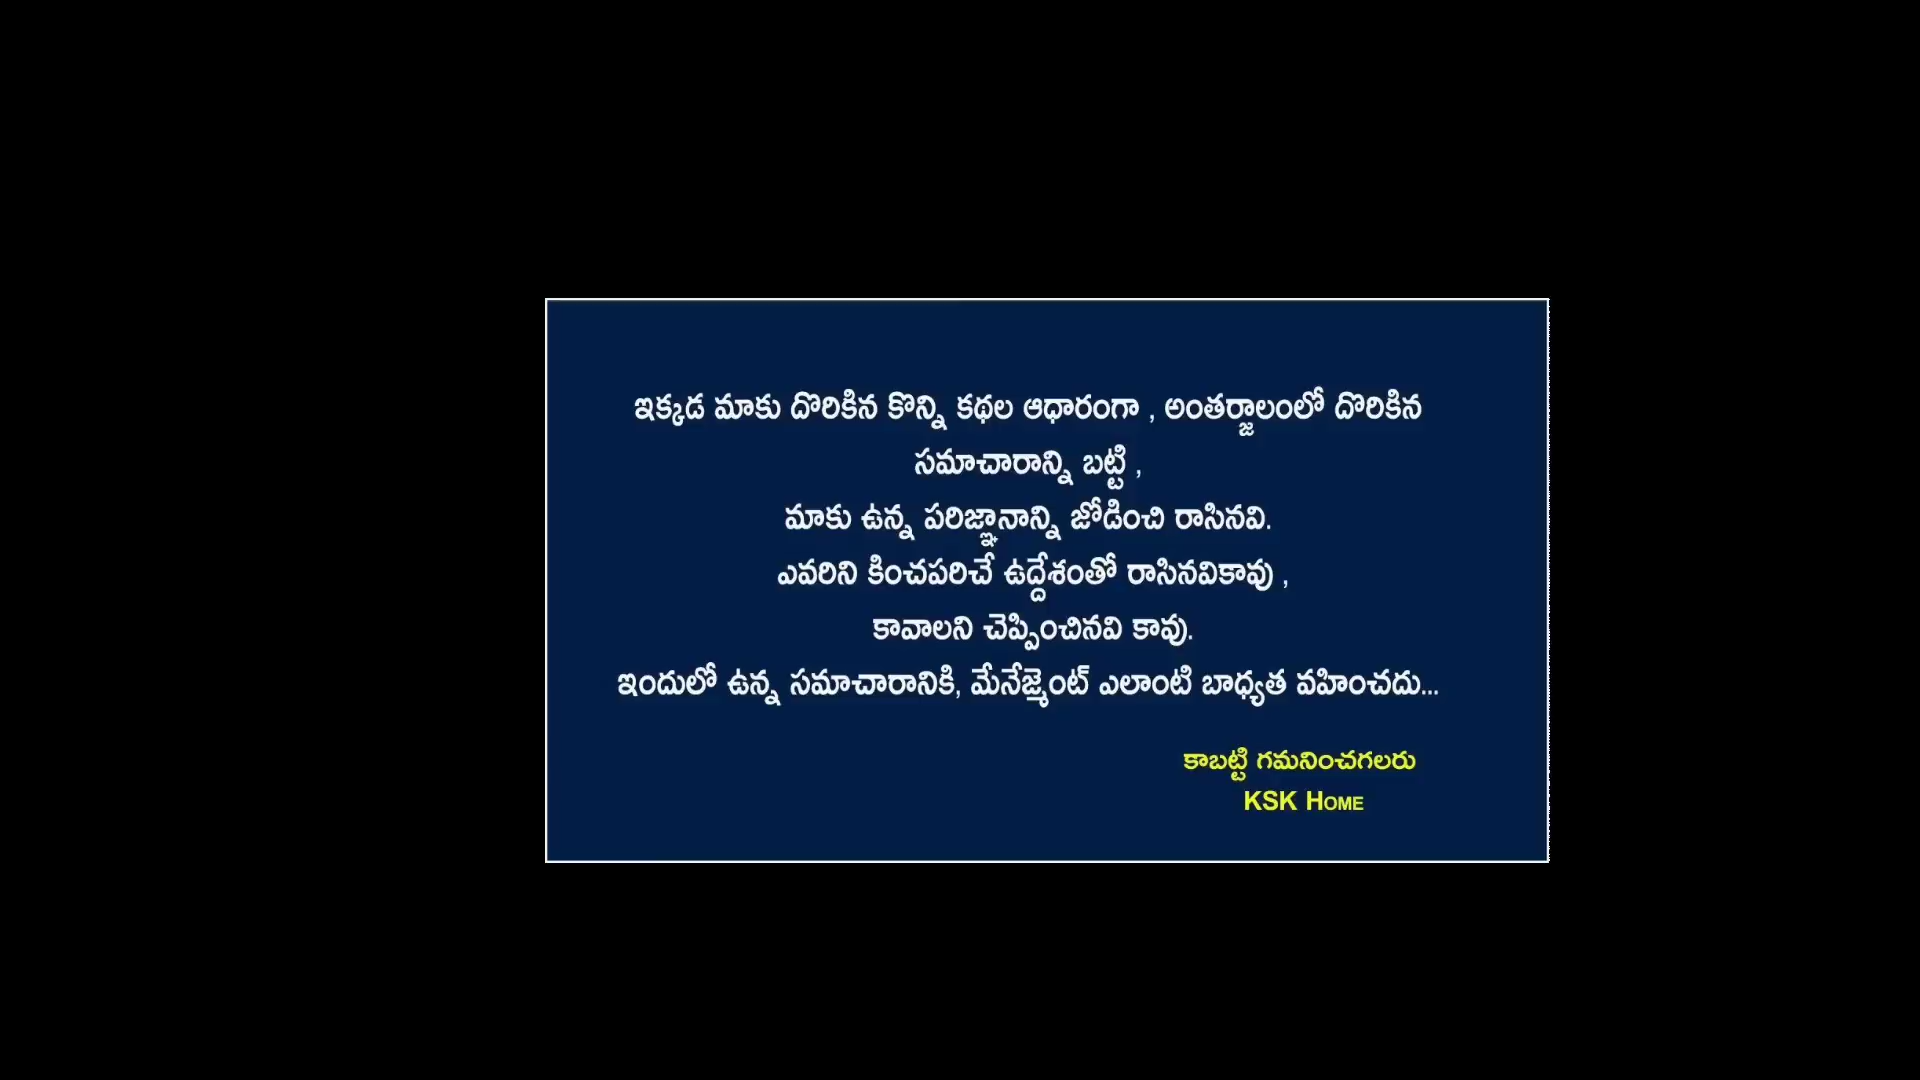 ఇక్కడ మాకు దొరికిన కొన్ని కథల ఆధారంగా , అంతర్జాలంలో దొరికిన
సమాచారాన్ని బట్టి ,
మాకు ఉన్న పరిజ్ఞానాన్ని జోడించి రాసినవి.
ఎవరిని కించపరిచే ఉద్దేశంతో రాసినవికావు ,
కావాలని చెప్పించినవి కావు.
ఇందులో ఉన్న సమాచారానికి, మేనేజ్మెంట్ ఎలాంటి బాధ్యత వహించదు...
కాబట్టి గమనించగలరు
KSK HOME